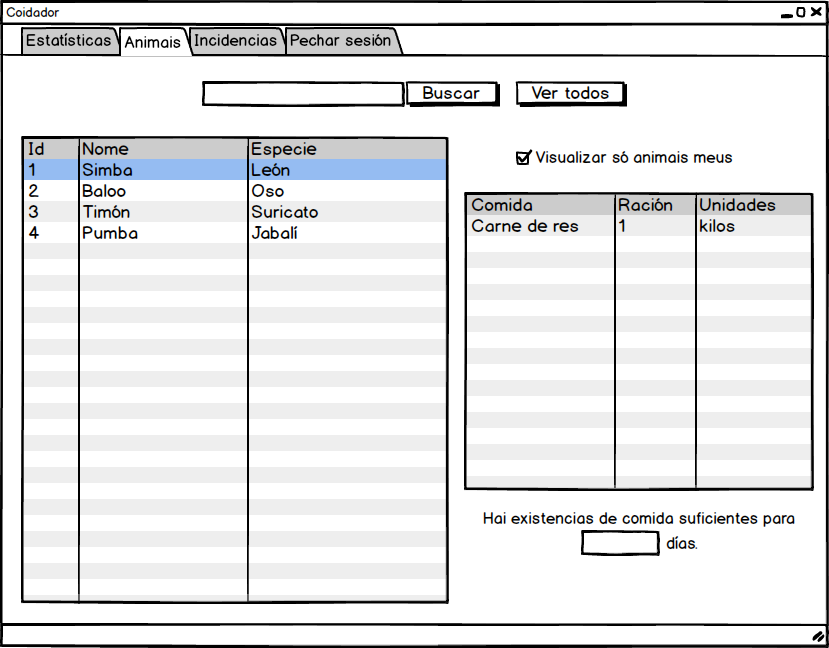 Coidador
Estatísticas Animais Incidencias Pechar sesión
Buscar Ver todos
Visualizar só animais meus
Id Nome Especie
1 Simba León
2 Baloo Oso
3 Timón Suricato
4 Pumba Jabalí
Comida Ración Unidades
Carne de res 1 kilos
Hai existencias de comida suficientes para
días.